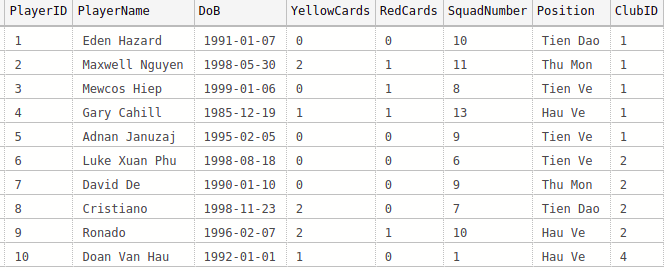 PlayerID PlayerName DoB YellowCards RedCards SquadNumber Position ClubID
1 Eden Hazard 1991-01-07 0 0 10 Tien Dao 1
2 Maxwell Nguyen 1998-05-30 2 1 11 Thu Mon 1
3 Mewcos Hiep 1999-01-06 0 1 8 Tien Ve 1
4 Gary Cahill 1985-12-19 1 1 13 Hau Ve 1
5 Adnan Januzaj 1995-02-05 0 0 9 Tien Ve 1
6 Luke Xuan Phu 1998-08-18 0 0 6 Tien Ve 2
7 David De 1990-01-10 0 0 9 Thu Mon 2
8 Cristiano 1998-11-23 2 0 7 Tien Dao 2
9 Ronado 1996-02-07 2 1 10 Hau Ve 2
10 Doan Van Hau 1992-01-01 1 0 1 Hau Ve 4